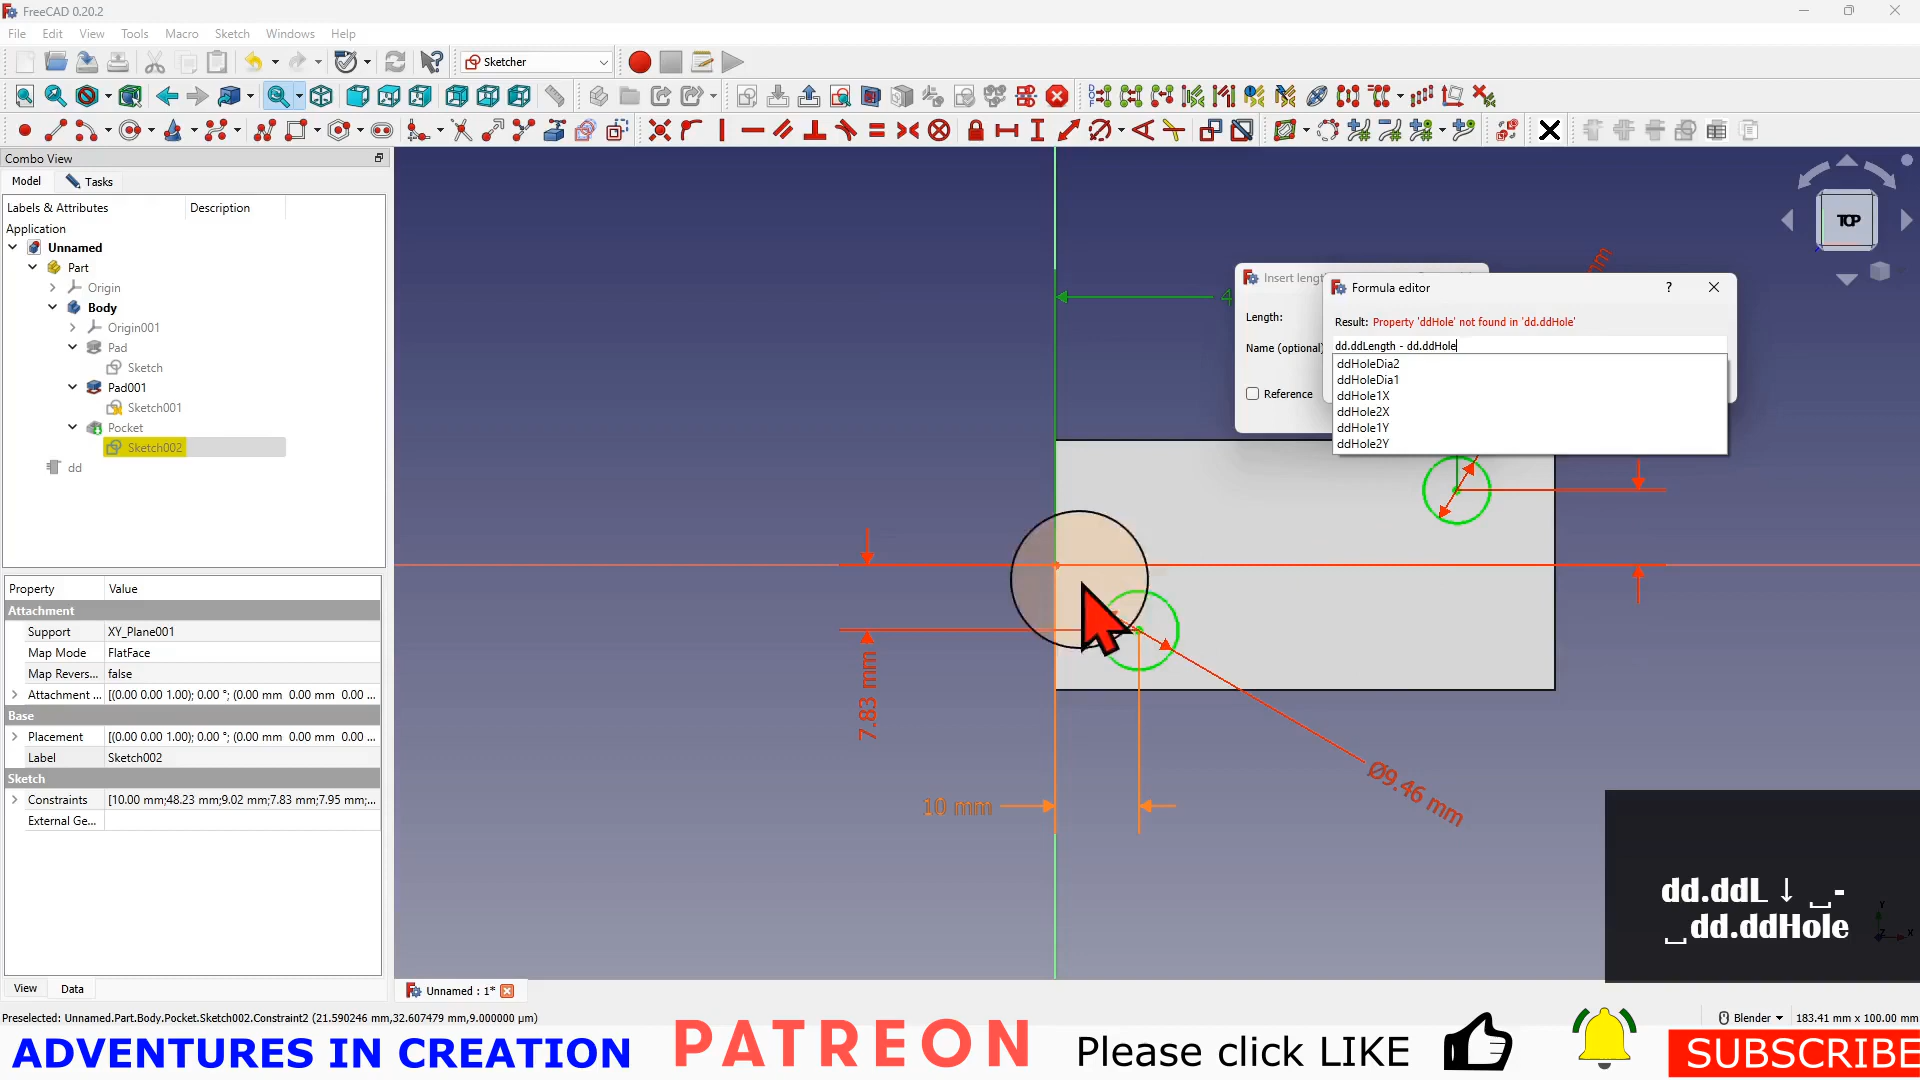 FreeCAD 0.20.2
File Edit View Tools Macro Sketch Windows Help
Sketcher
Combo View
Model Tasks
Labels & Attributes Description
Application
Unnamed
Part
Origin
Body
Origin001
Pad
Sketch
Pad001
Sketch001
Pocket
Sketch002
dd
Property Value
Attachment
Support XY_Plane001
Map Mode FlatFace
Map Revers... false
Attachment ... [(0.00 0.00 1.00); 0.00 °; (0.00 mm 0.00 mm 0.00 ...
Base
Placement [(0.00 0.00 1.00); 0.00 °; (0.00 mm 0.00 mm 0.00 ...
Label Sketch002
Sketch
Constraints [10.00 mm;48.23 mm;9.02 mm;7.83 mm;7.95 mm;...
External Ge...
View Data
TOP
4
Insert lengt
Length:
Name (optional)
Reference
Formula editor ?
Result: Property 'ddHole' not found in 'dd.ddHole'
dd.ddLength - dd.ddHole
ddHoleDia2
ddHoleDia1
ddHole1X
ddHole2X
ddHole1Y
ddHole2Y
7.83 mm
10 mm
Ø9.46 mm
dd.ddL ↓ ␣-
␣dd.ddHole
Y
X
Z
Unnamed : 1*
Preselected: Unnamed.Part.Body.Pocket.Sketch002.Constraint2 (21.590246 mm,32.607479 mm,9.000000 µm)
Blender 183.41 mm x 100.00 mm
ADVENTURES IN CREATION PATREON Please click LIKE SUBSCRIBE